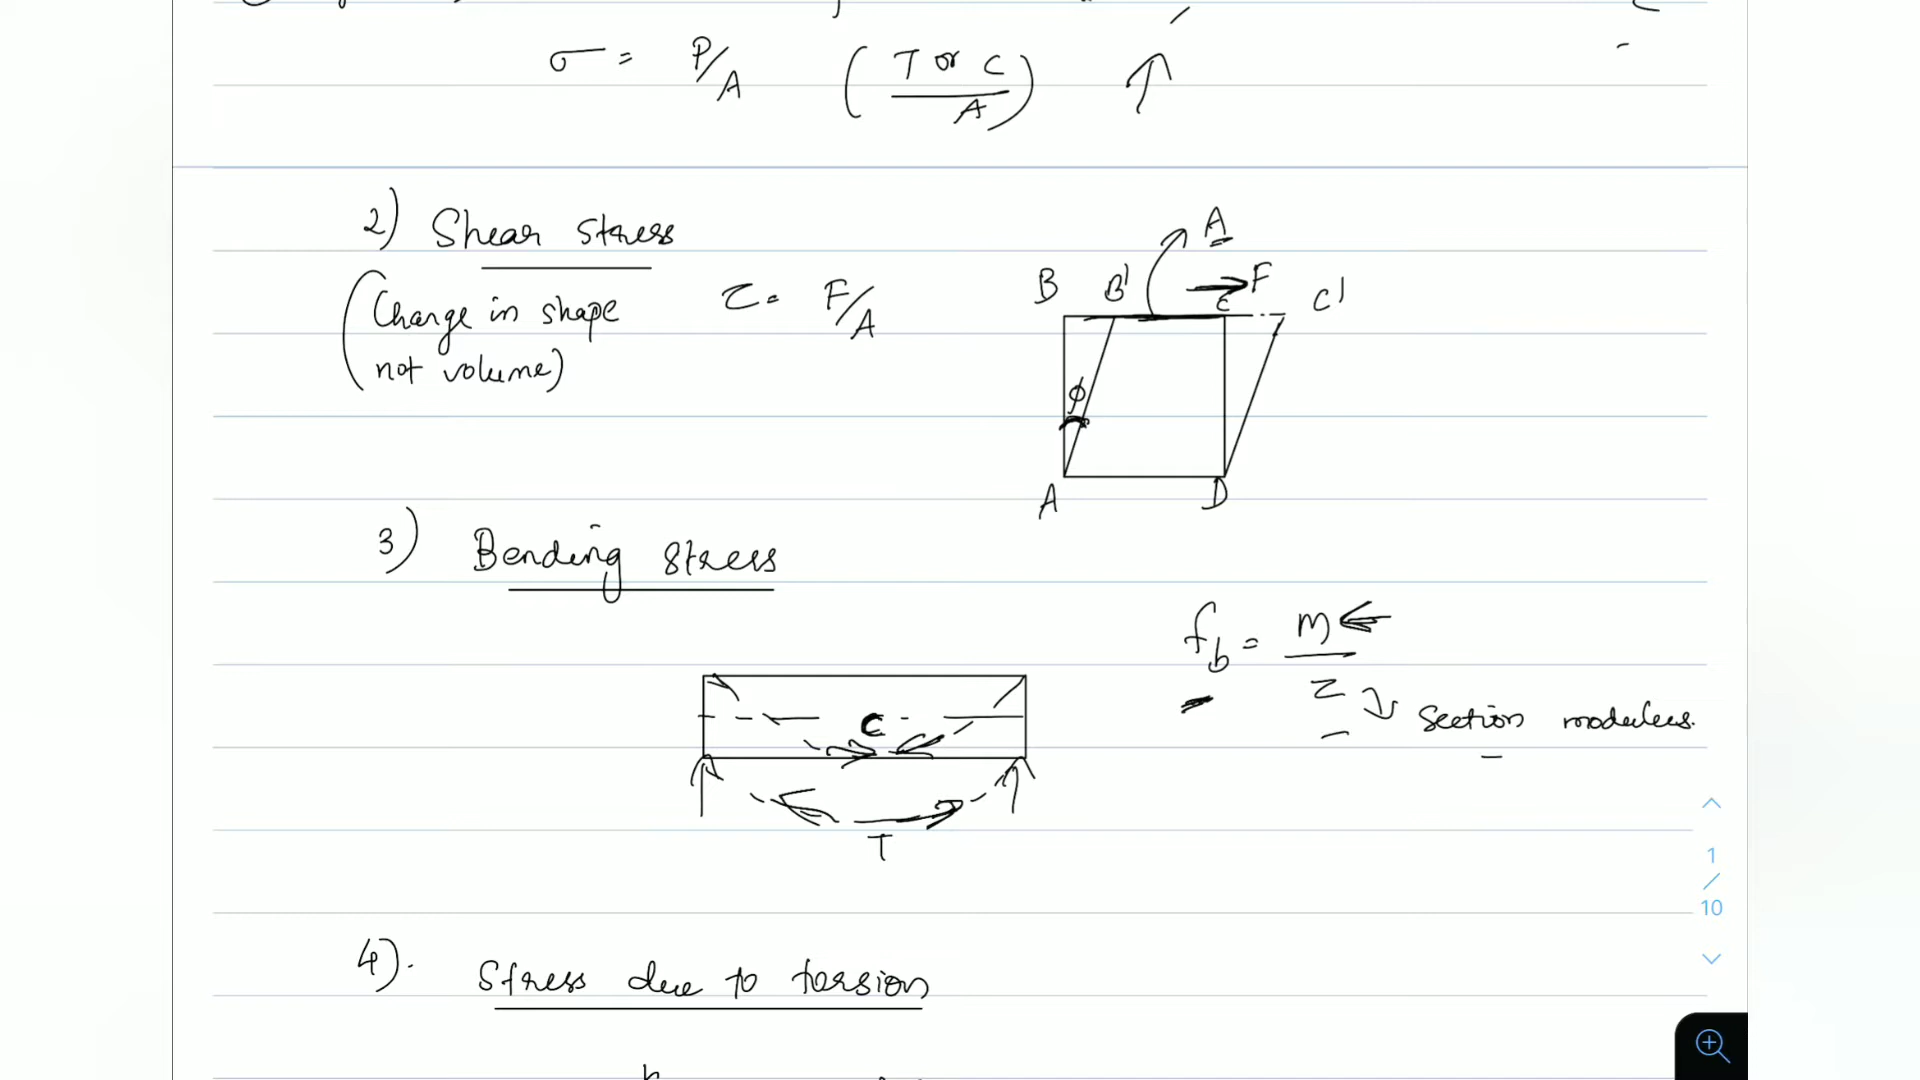 σ = P/A ( T or C / A ) ↑
2) Shear stress
(Change in shape
not volume)
τ = F/A
A
F
B B' C C'
φ
A D
3) Bending stress
f_b = M / Z
Section modulus.
C
T
4). Stress due to torsion
1
/
10